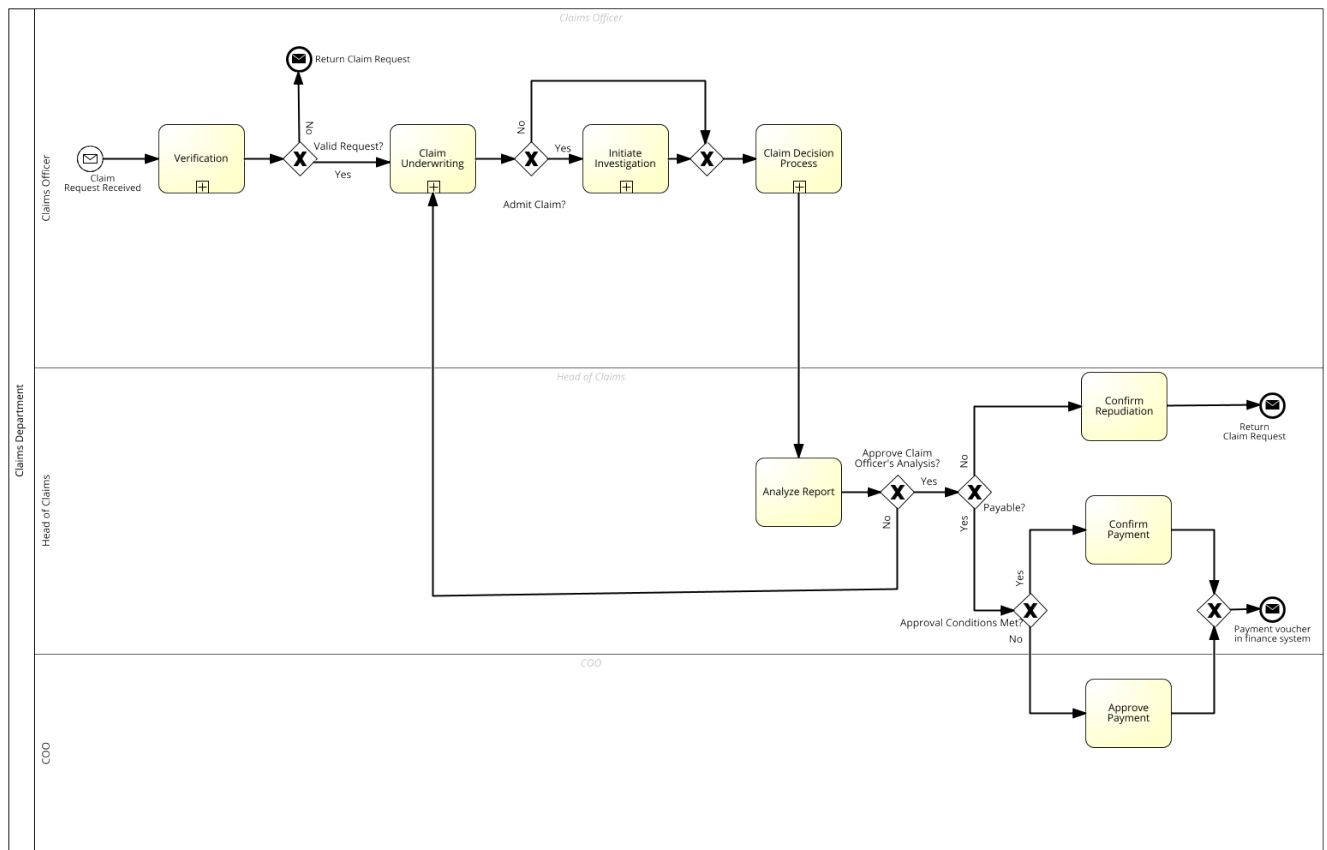 Claims Officer
Return Claim Request
No
Valid Request?
Yes
No
Yes
Verification
Claim
Underwriting
Initiate
Investigation
Claim Decision
Process
Claim
Request Received
Admit Claim?
Claims Officer
Claims Department
Head of Claims
Confirm
Repudiation
Return
Claim Request
Approve Claim
Officer's Analysis?
Yes
No
Analyze Report
No
Payable?
Yes
Head of Claims
Confirm
Payment
Yes
Approval Conditions Met?
No
Payment voucher
in finance system
COO
Approve
Payment
COO